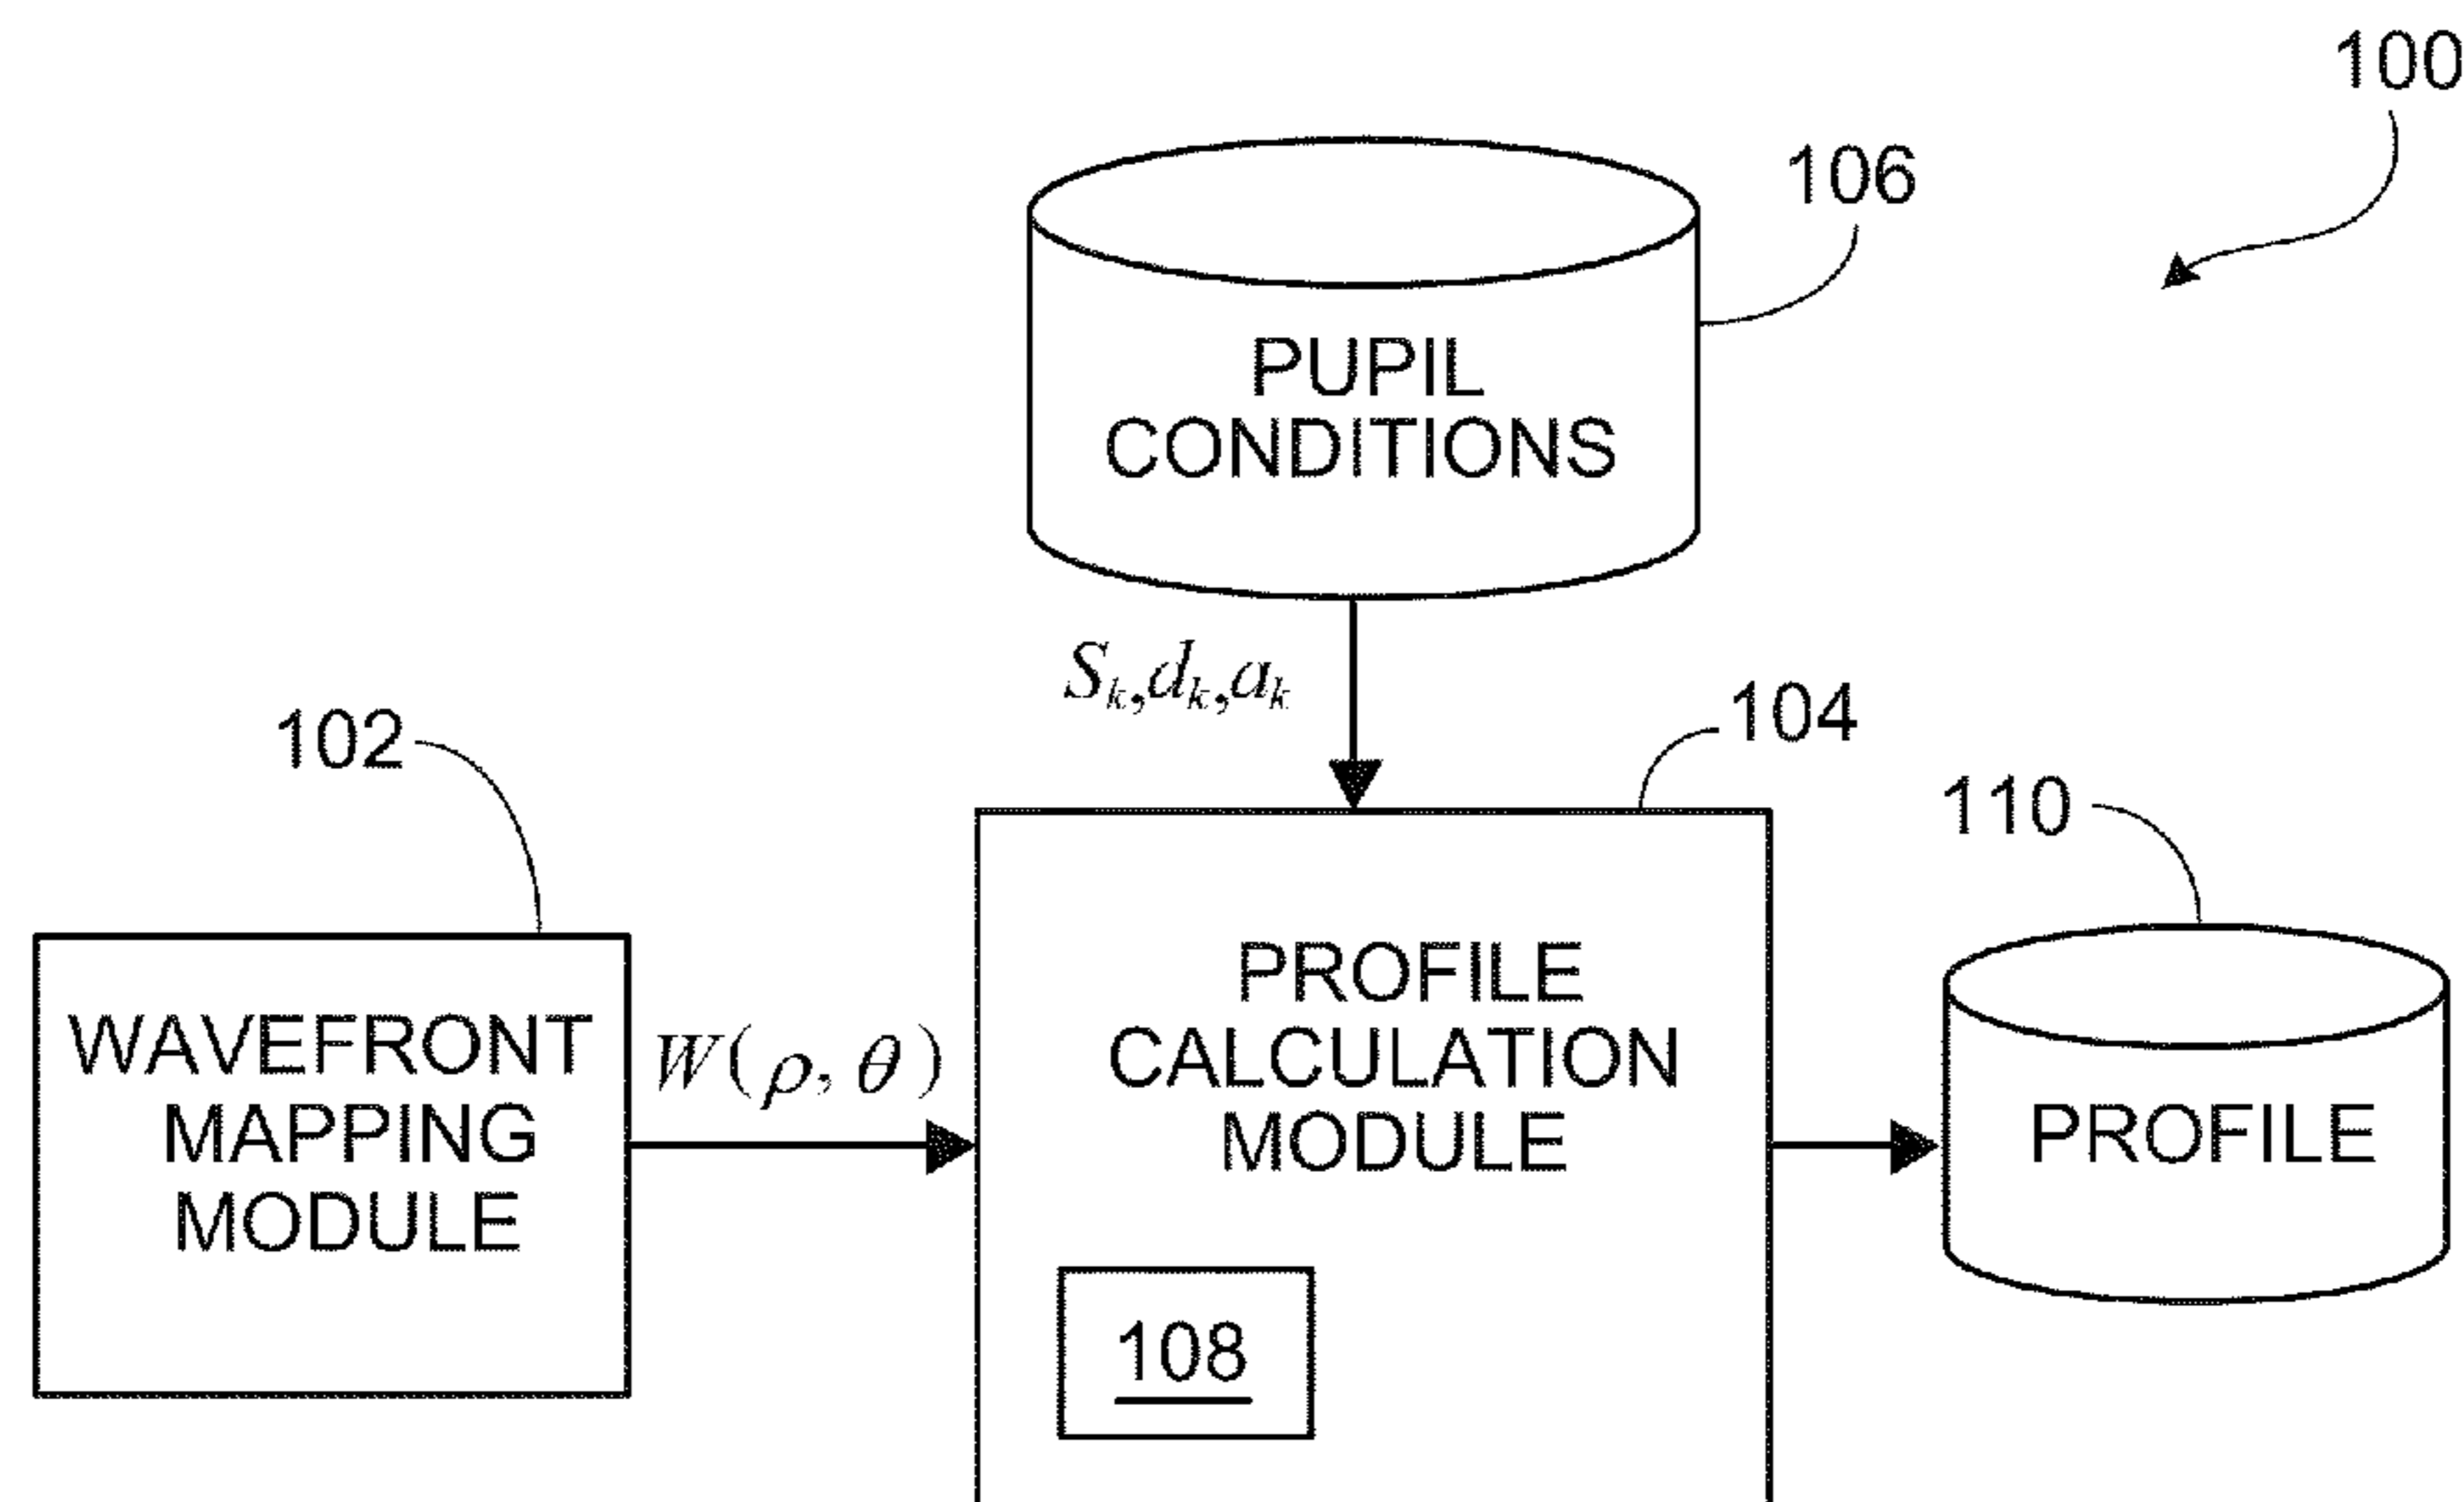 100
106
PUPIL
CONDITIONS
Sₖ,dₖ,aₖ
104
102
110
WAVEFRONT
MAPPING
MODULE
W(ρ, θ)
PROFILE
CALCULATION
MODULE
108
PROFILE